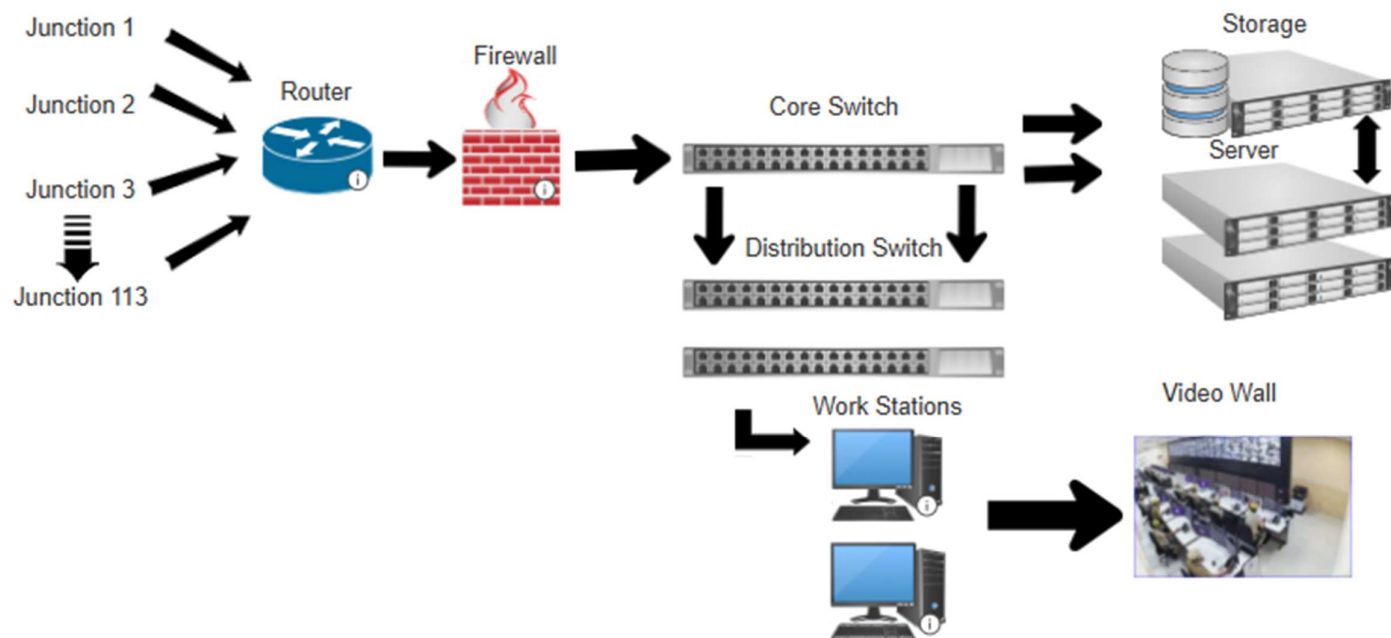 Junction 1
Junction 2
Junction 3
Junction 113
Router
Firewall
Core Switch
Distribution Switch
Work Stations
Storage
Server
Video Wall